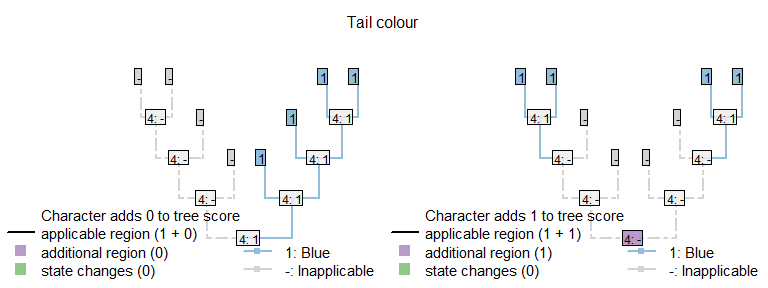 Tail colour
- - 1 1 1 1 1 1
4: - - 1 4: 1 4: 1 - - 4: 1
4: - - 1 4: 1 4: - - - 4: -
4: - 4: 1 4: - 4: -
Character adds 0 to tree score Character adds 1 to tree score
applicable region (1 + 0) 4: 1 applicable region (1 + 1) 4: -
additional region (0) 1: Blue additional region (1) 1: Blue
state changes (0) -: Inapplicable state changes (0) -: Inapplicable